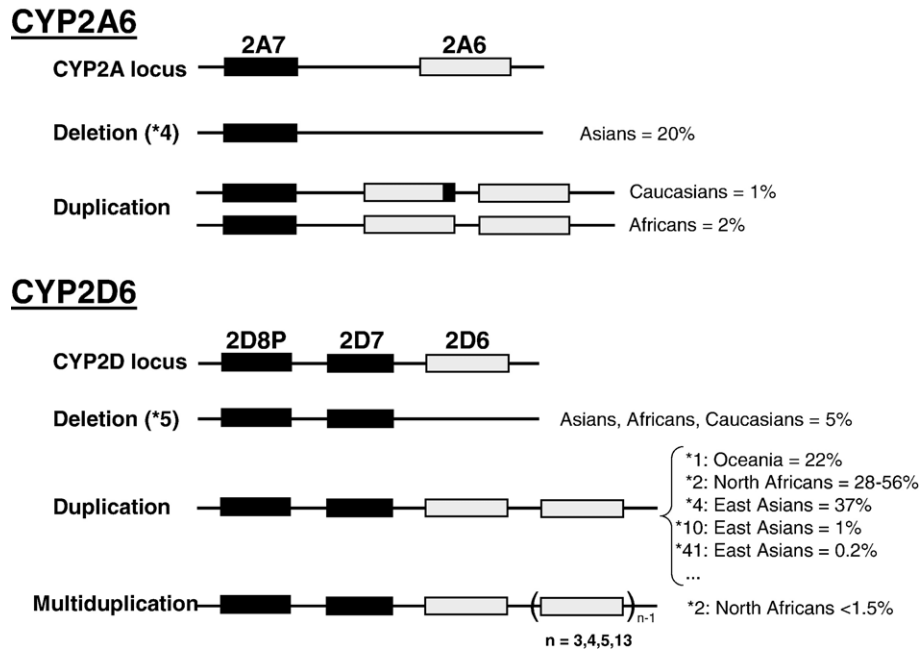 CYP2A6
2A7 2A6
CYP2A locus
Deletion (*4) Asians = 20%
Duplication
Caucasians = 1%
Africans = 2%
CYP2D6
2D8P 2D7 2D6
CYP2D locus
Deletion (*5) Asians, Africans, Caucasians = 5%
Duplication
*1: Oceania = 22%
*2: North Africans = 28-56%
*4: East Asians = 37%
*10: East Asians = 1%
*41: East Asians = 0.2%
...
Multiduplication ( ) n-1 *2: North Africans <1.5%
n = 3,4,5,13